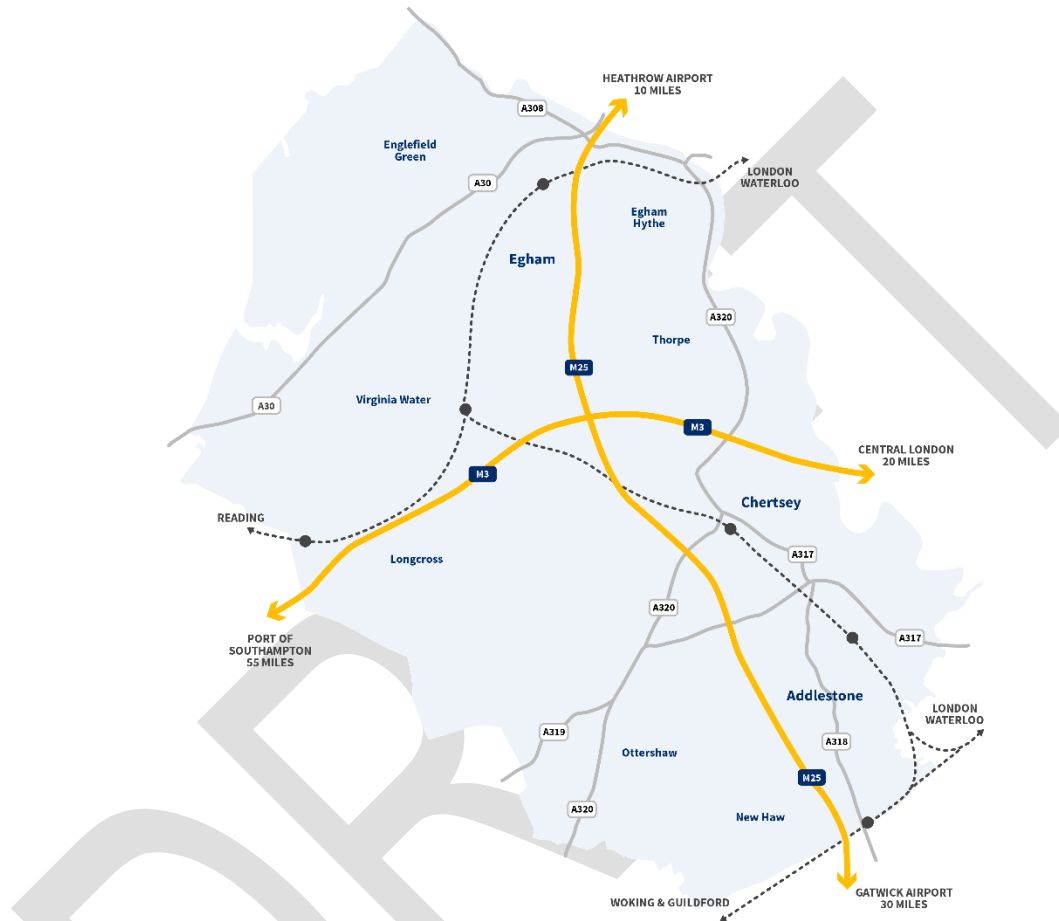 HEATHROW AIRPORT
10 MILES
A308
Englefield
Green
A30
LONDON
WATERLOO
Egham
Hythe
Egham
A320
Thorpe
M25
Virginia Water
A30
M3
CENTRAL LONDON
20 MILES
M3
Chertsey
READING
Longcross
A317
A320
PORT OF
SOUTHAMPTON
55 MILES
A317
Addlestone
LONDON
WATERLOO
A319
A318
Ottershaw
M25
A320
New Haw
WOKING & GUILDFORD
GATWICK AIRPORT
30 MILES